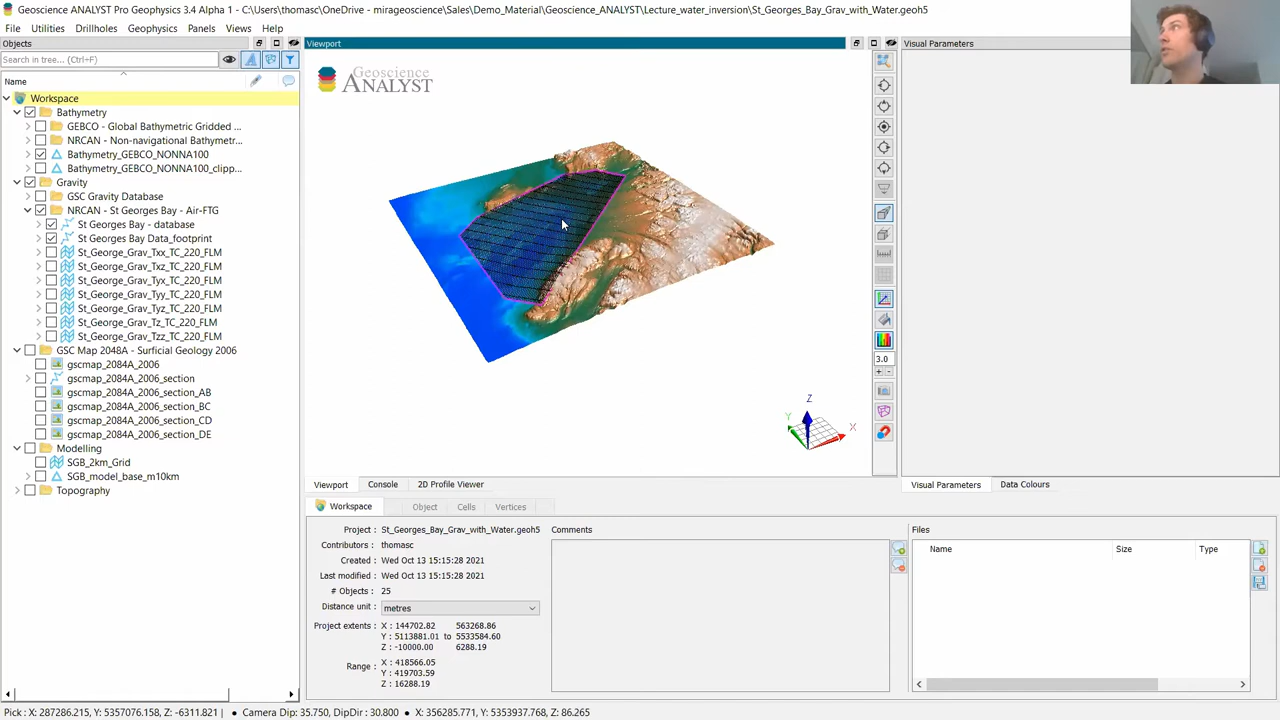 Geoscience ANALYST Pro Geophysics 3.4 Alpha 1 - C:\Users\thomasc\OneDrive - mirageoscience\Sales\Demo_Material\Geoscience_ANALYST\Lecture_water_inversion\St_Georges_Bay_Grav_with_Water.geoh5
File Utilities Drillholes Geophysics Panels Views Help
Objects
Search in tree... (Ctrl+F)
Name
Workspace
Bathymetry
GEBCO - Global Bathymetric Gridded ...
NRCAN - Non-navigational Bathymetr...
Bathymetry_GEBCO_NONNA100
Bathymetry_GEBCO_NONNA100_clipp...
Gravity
GSC Gravity Database
NRCAN - St Georges Bay - Air-FTG
St Georges Bay - database
St Georges Bay Data_footprint
St_George_Grav_Txx_TC_220_FLM
St_George_Grav_Txy_TC_220_FLM
St_George_Grav_Txz_TC_220_FLM
St_George_Grav_Tyy_TC_220_FLM
St_George_Grav_Tyz_TC_220_FLM
St_George_Grav_Tz_TC_220_FLM
St_George_Grav_Tzz_TC_220_FLM
GSC Map 2048A - Surficial Geology 2006
gscmap_2084A_2006
gscmap_2084A_2006_section
gscmap_2084A_2006_section_AB
gscmap_2084A_2006_section_BC
gscmap_2084A_2006_section_CD
gscmap_2084A_2006_section_DE
Modelling
SGB_2km_Grid
SGB_model_base_m10km
Topography
Viewport
Geoscience
ANALYST
Z
Y
X
3.0
+ -
Visual Parameters
Viewport Console 2D Profile Viewer
Visual Parameters Data Colours
Workspace Object Cells Vertices
Project : St_Georges_Bay_Grav_with_Water.geoh5
Contributors : thomasc
Created : Wed Oct 13 15:15:28 2021
Last modified : Wed Oct 13 15:15:28 2021
# Objects : 25
Distance unit : metres
Project extents : X : 144702.82 563268.86
Y : 5113881.01 to 5533584.60
Z : -10000.00 6288.19
Range : X : 418566.05
Y : 419703.59
Z : 16288.19
Comments
Files
Name Size Type
Pick : X: 287286.215, Y: 5357076.158, Z: -6311.821 | • Camera Dip: 35.750, DipDir : 30.800 • X: 356285.771, Y: 5353937.768, Z: 86.265